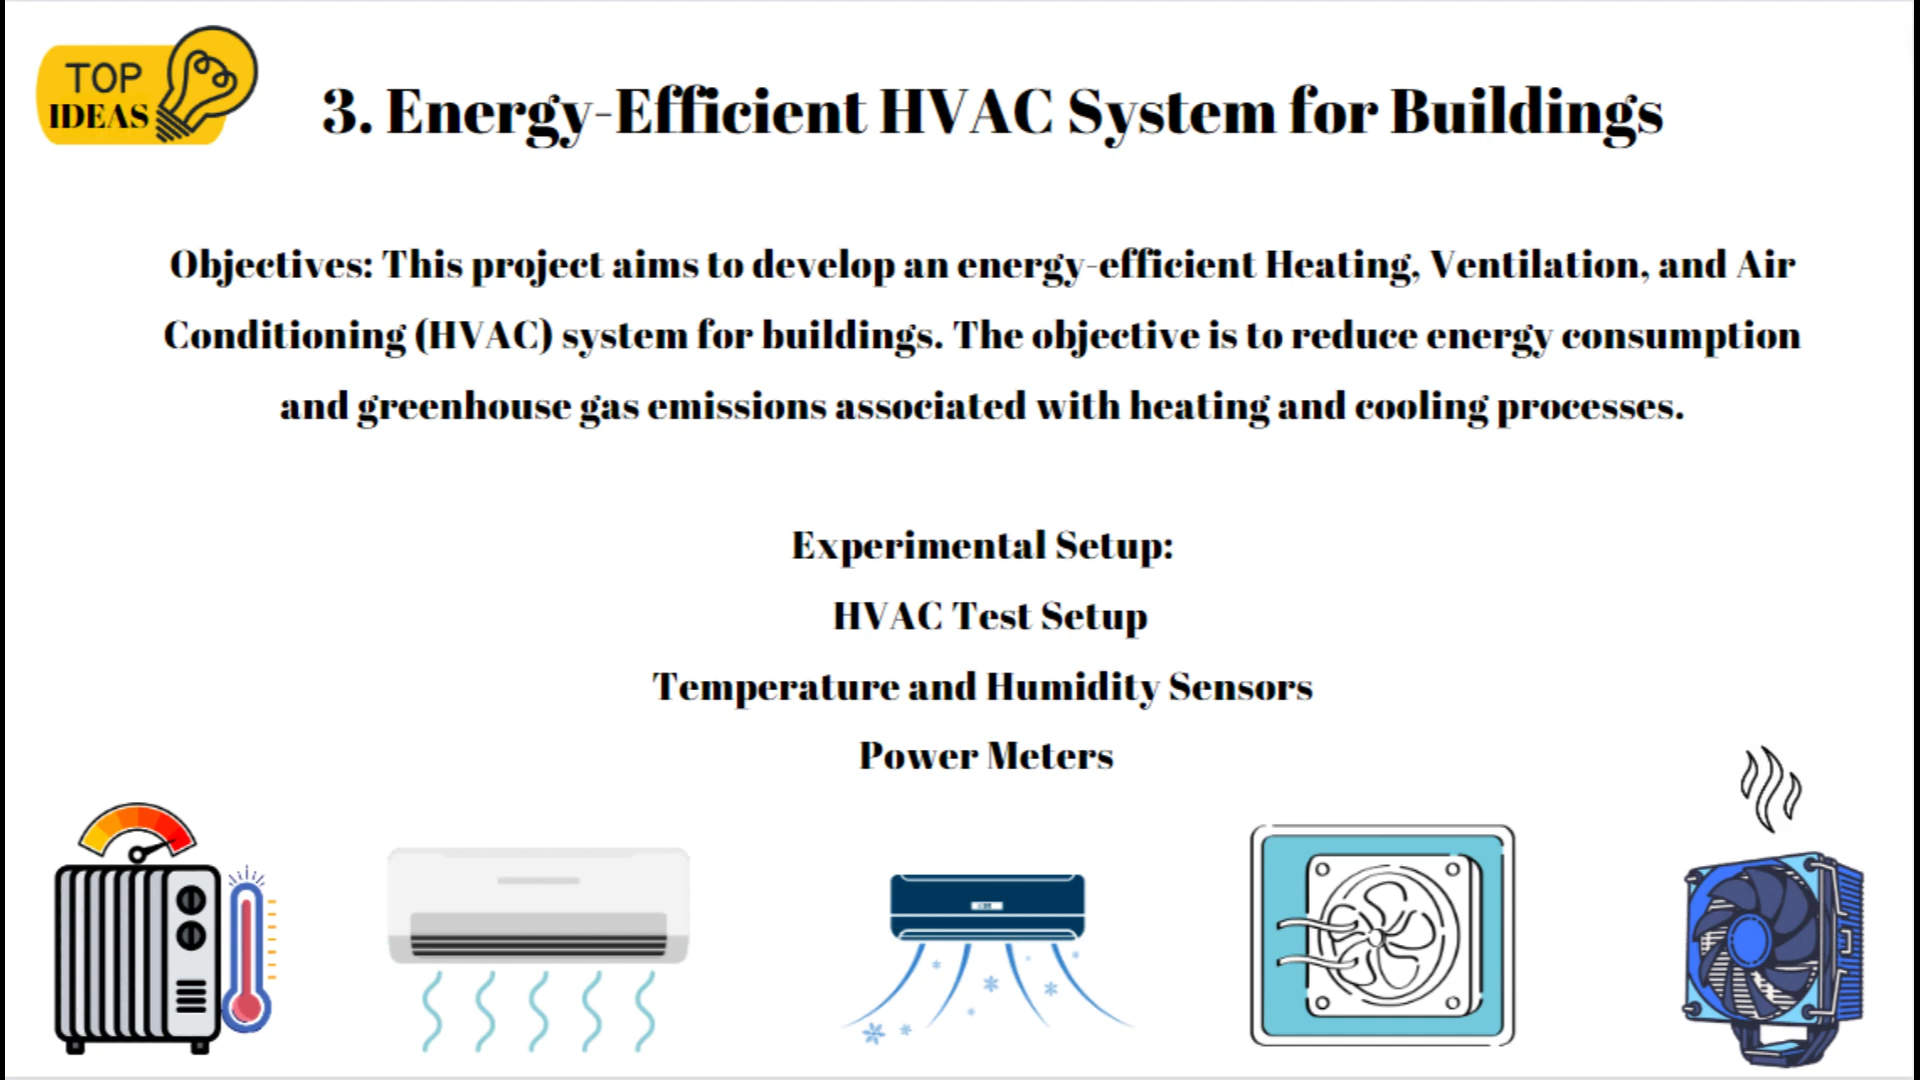 TOP
IDEAS
3. Energy-Efficient HVAC System for Buildings
Objectives: This project aims to develop an energy-efficient Heating, Ventilation, and Air
Conditioning (HVAC) system for buildings. The objective is to reduce energy consumption
and greenhouse gas emissions associated with heating and cooling processes.
Experimental Setup:
HVAC Test Setup
Temperature and Humidity Sensors
Power Meters